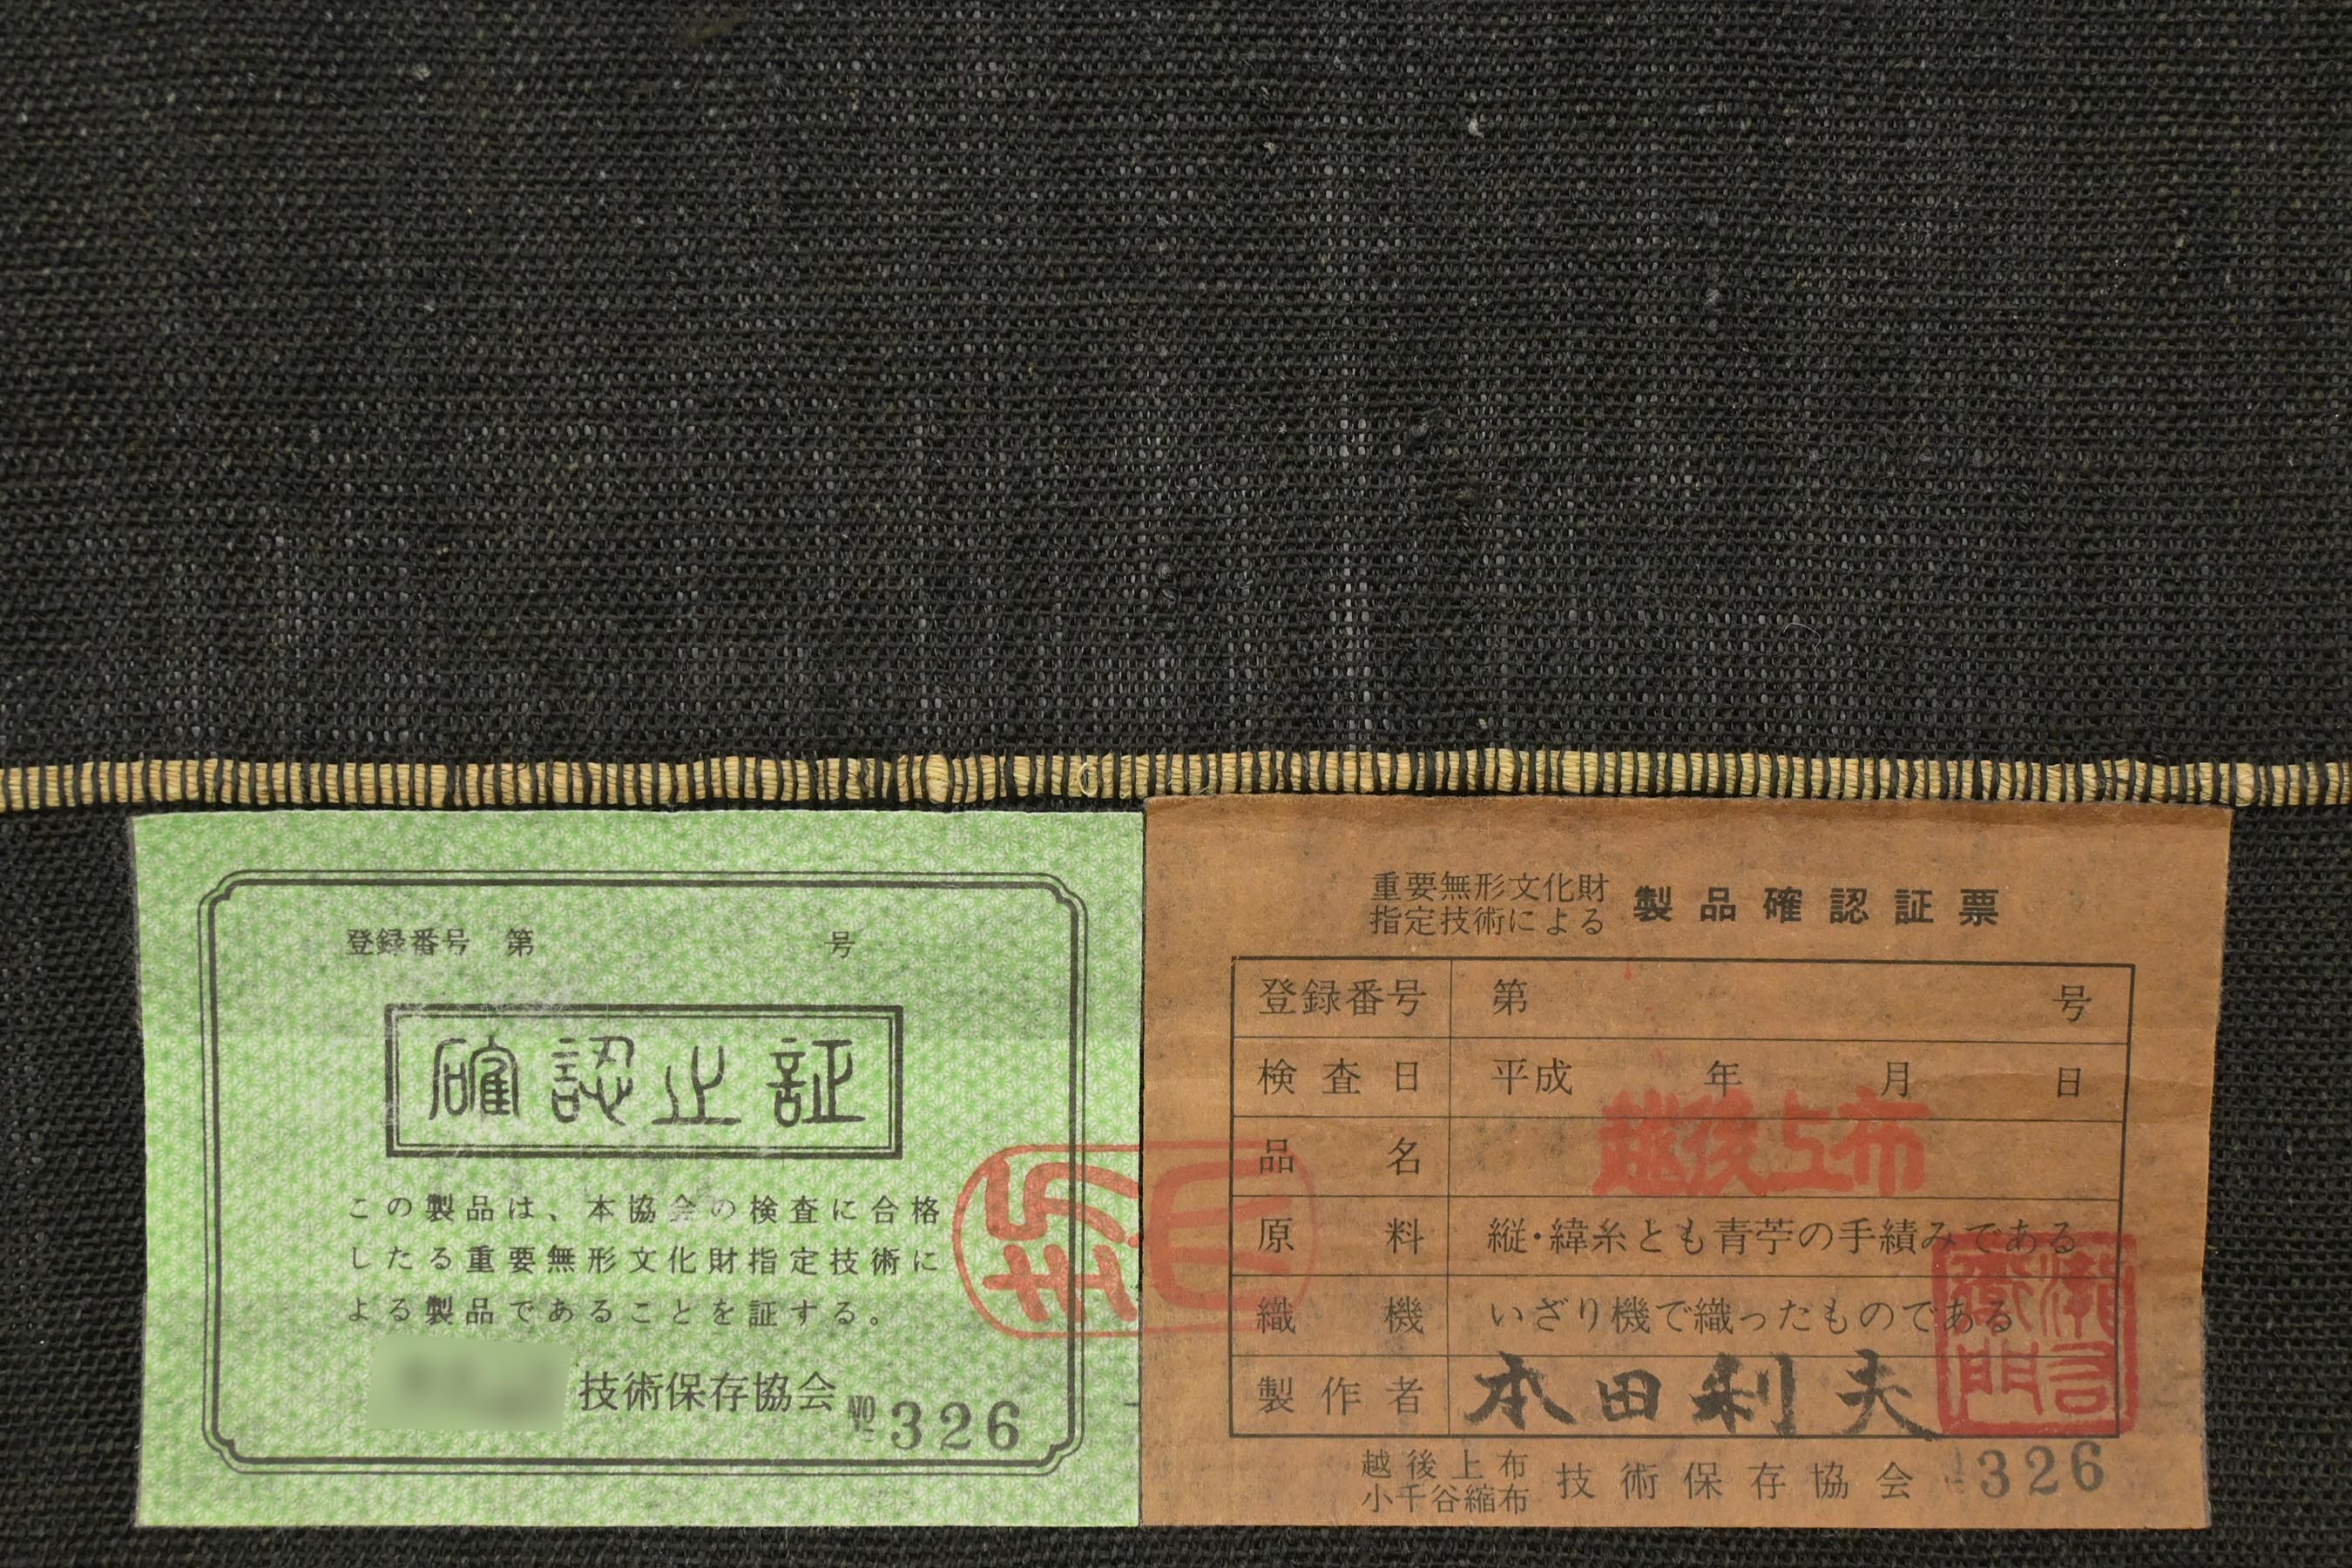 登録番号 第 号
確認止証
この製品は、本協会の検査に合格
したる重要無形文化財指定技術に
よる製品であることを証する。
技術保存協会 No 326
重要無形文化財
指定技術による
製品確認証票
登録番号 第 号
検査日 平成 年 月 日
品名 越後上布
原料 縦・緯糸とも青苧の手績みである
織機 いざり機で織ったものである
製作者 本田利夫
越後上布
小千谷縮布
技術保存協会 326